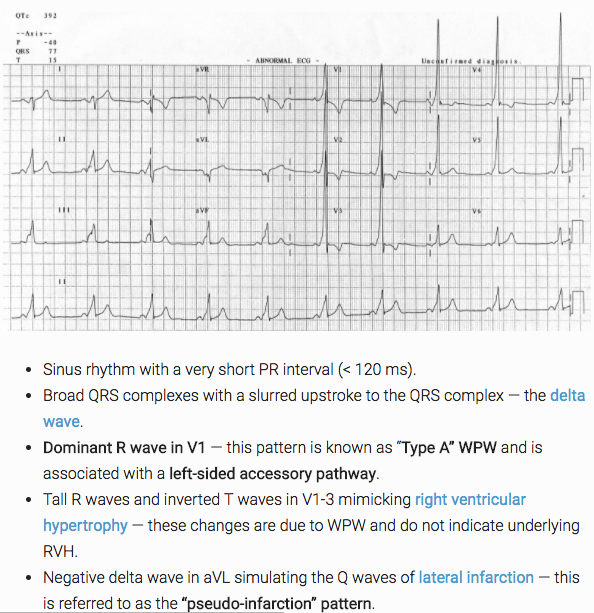 QTc 392
--Axis--
P -40
QRS 77
T 15
- ABNORMAL ECG -
Unconfirmed diagnosis.
I aVR V1 V4
II aVL V2 V5
III aVF V3 V6
II
• Sinus rhythm with a very short PR interval (< 120 ms).
• Broad QRS complexes with a slurred upstroke to the QRS complex — the delta
wave.
• Dominant R wave in V1 — this pattern is known as “Type A” WPW and is
associated with a left-sided accessory pathway.
• Tall R waves and inverted T waves in V1-3 mimicking right ventricular
hypertrophy — these changes are due to WPW and do not indicate underlying
RVH.
• Negative delta wave in aVL simulating the Q waves of lateral infarction — this
is referred to as the “pseudo-infarction” pattern.